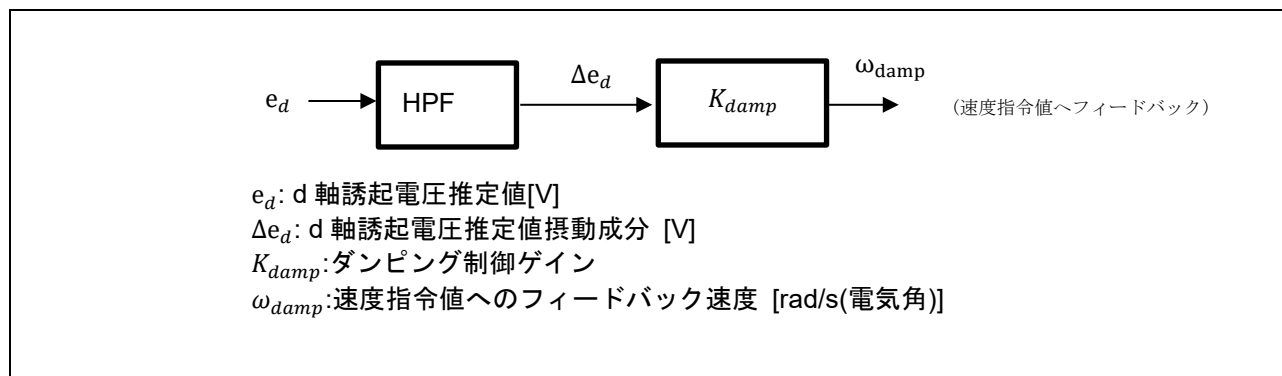 e_d HPF Δe_d K_damp ω_damp (速度指令値へフィードバック)
e_d: d 軸誘起電圧推定値[V]
Δe_d: d 軸誘起電圧推定値摂動成分 [V]
K_damp:ダンピング制御ゲイン
ω_damp:速度指令値へのフィードバック速度 [rad/s(電気角)]